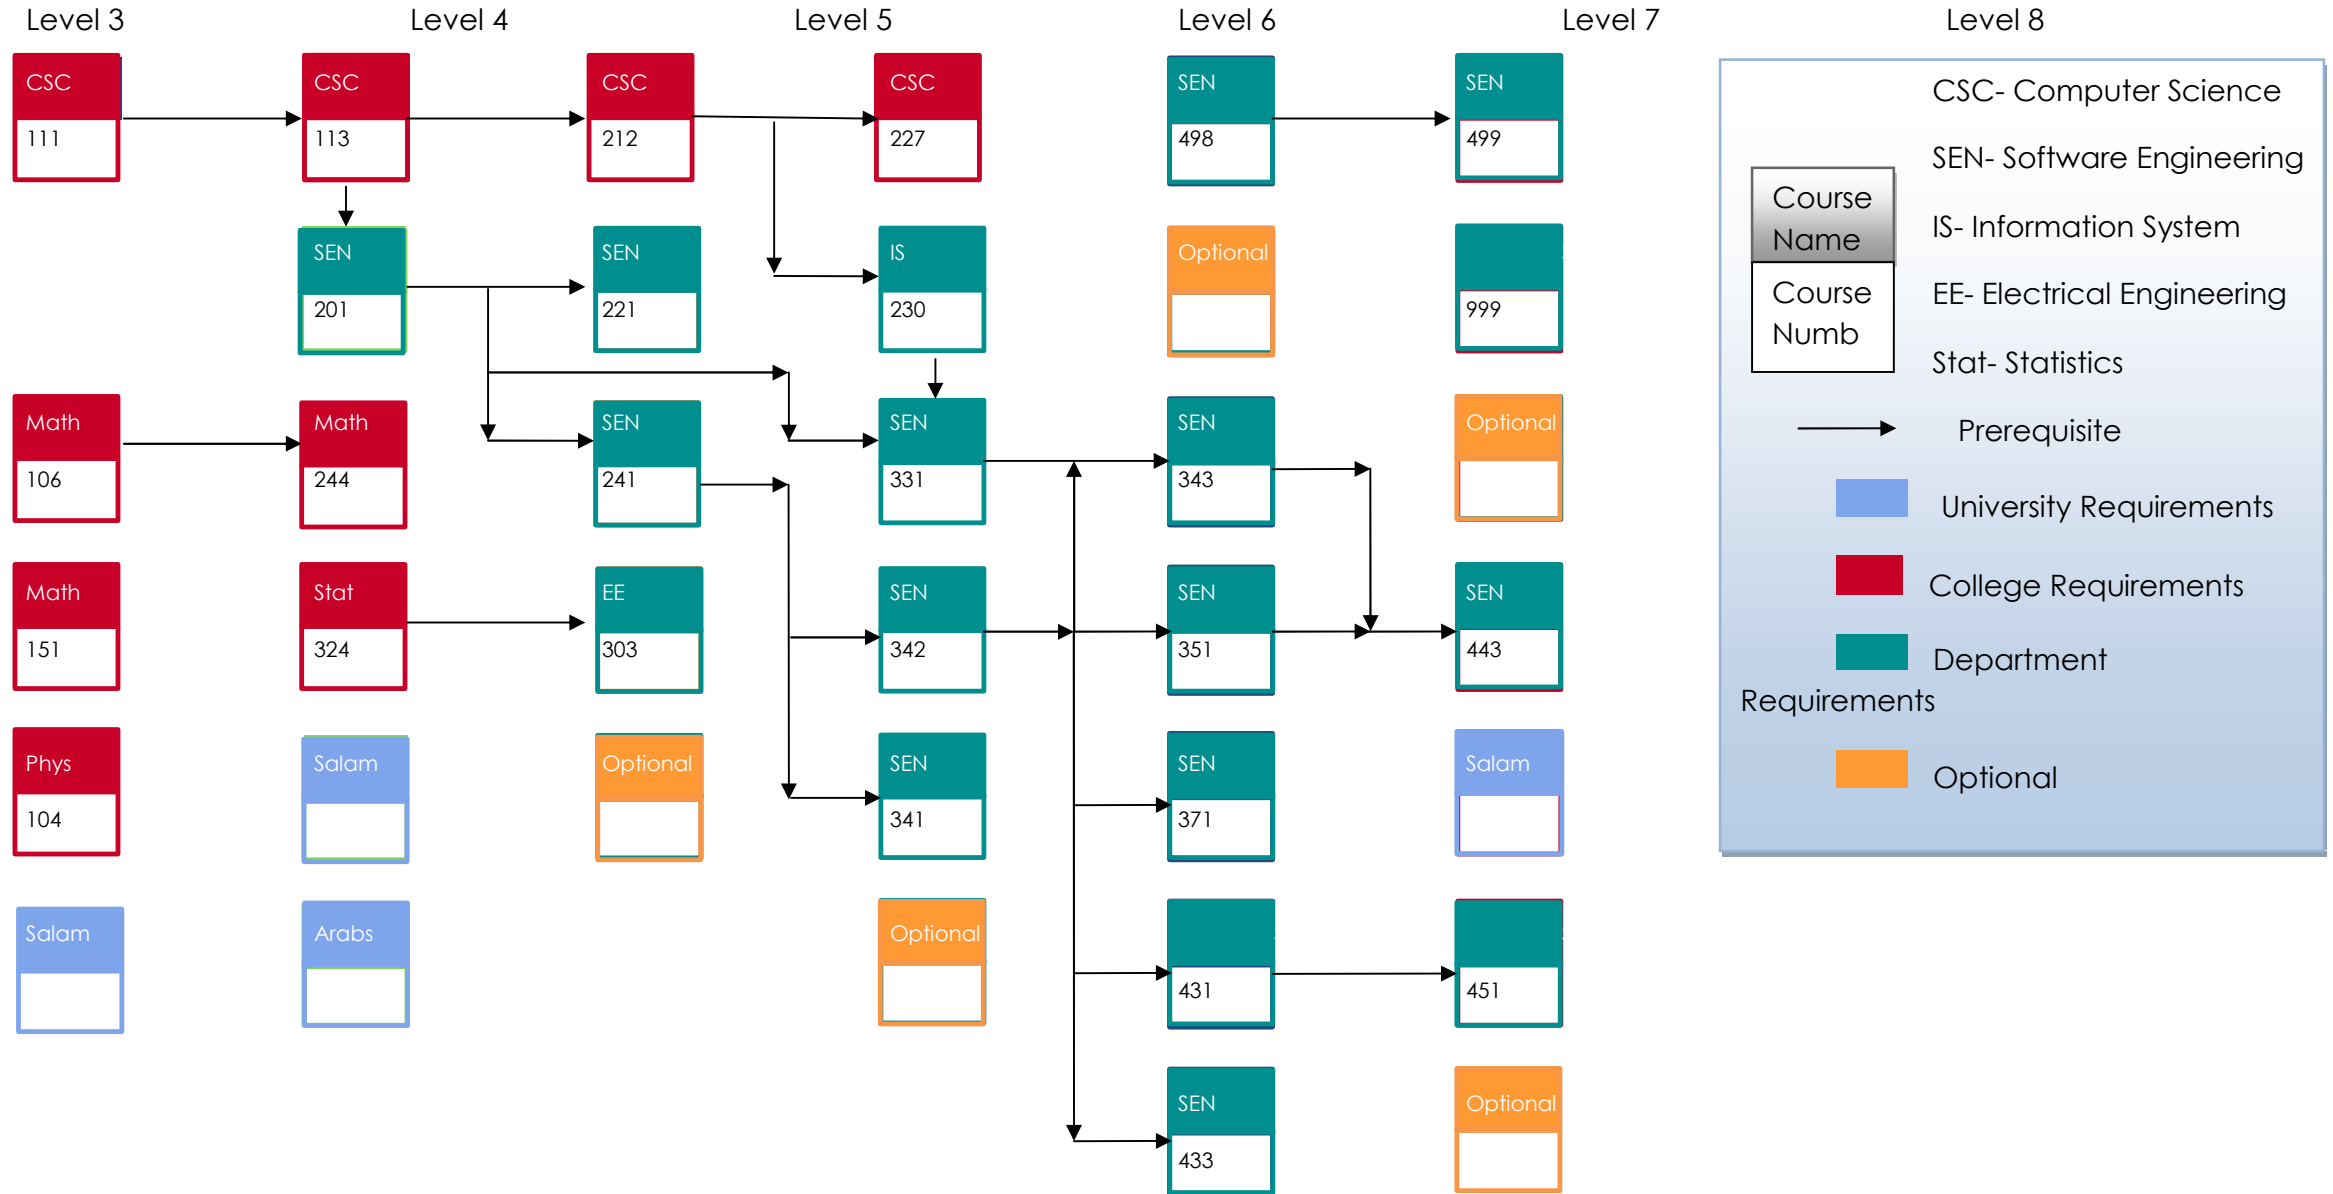 Level 3
Level 4
Level 5
Level 6
Level 7
Level 8
CSC
111
CSC
113
CSC
212
CSC
227
SEN
498
SEN
499
SEN
201
SEN
221
IS
230
Optional
999
Math
106
Math
244
SEN
241
SEN
331
SEN
343
Optional
Math
151
Stat
324
EE
303
SEN
342
SEN
351
SEN
443
Phys
104
Salam
Optional
SEN
341
SEN
371
Salam
Salam
Arabs
Optional
431
451
SEN
433
Optional
CSC- Computer Science
SEN- Software Engineering
IS- Information System
EE- Electrical Engineering
Stat- Statistics
Course
Name
Course
Numb
Prerequisite
University Requirements
College Requirements
Department
Requirements
Optional